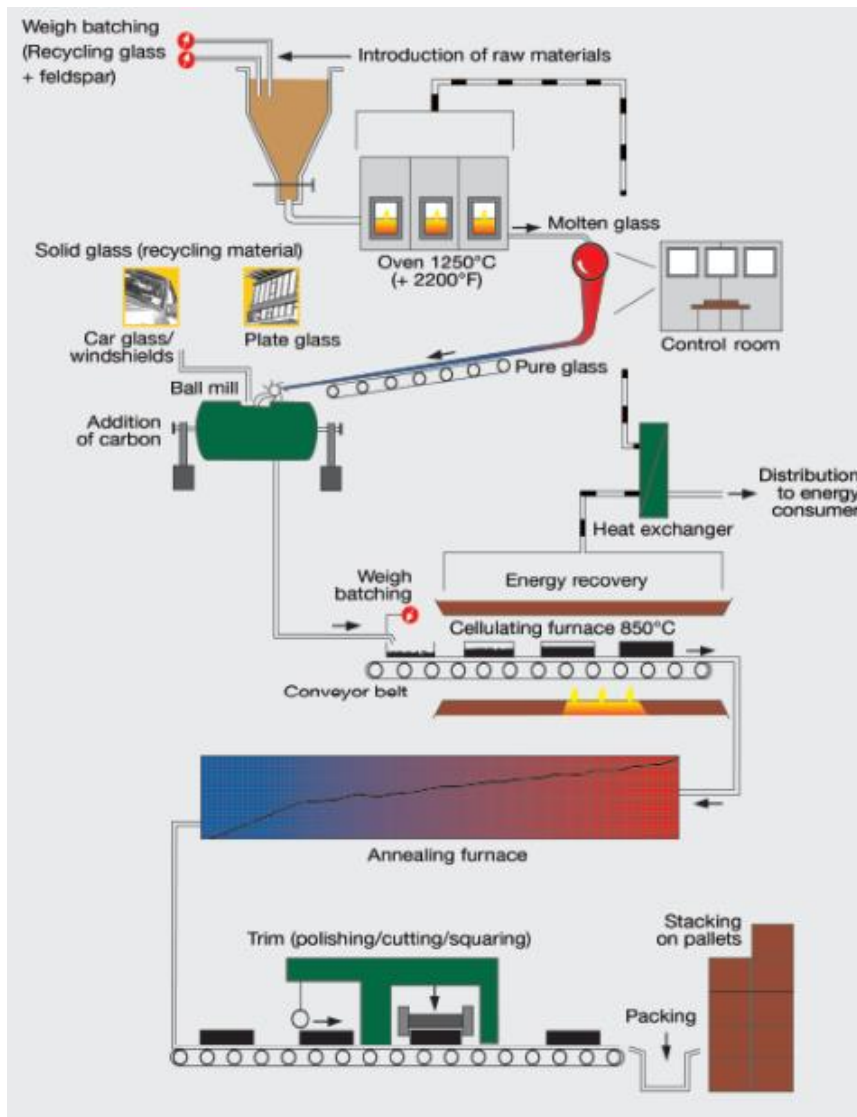 Weigh batching
(Recycling glass
+ feldspar)
Introduction of raw materials
Molten glass
Oven 1250°C
(+ 2200°F)
Control room
Solid glass (recycling material)
Car glass/
windshields
Plate glass
Pure glass
Ball mill
Addition
of carbon
Distribution
to energy
consumer
Heat exchanger
Energy recovery
Weigh
batching
Cellulating furnace 850°C
Conveyor belt
Annealing furnace
Trim (polishing/cutting/squaring)
Stacking
on pallets
Packing